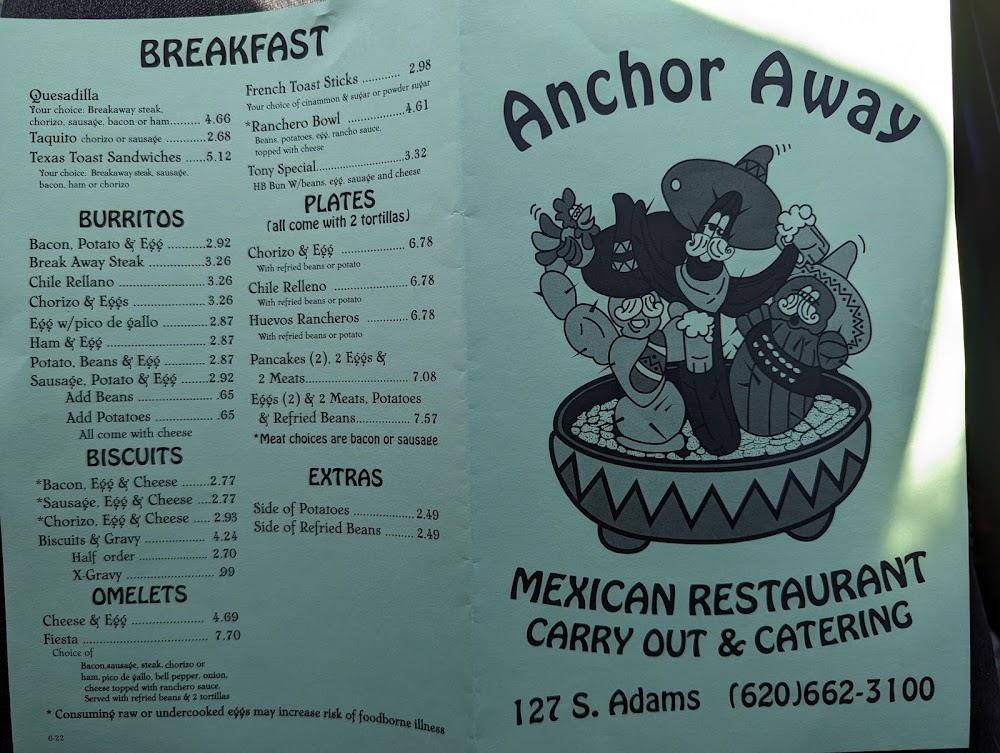 BREAKFAST
Quesadilla
Your choice: Breakaway steak,
chorizo, sausage, bacon or ham......... 4.66
Taquito chorizo or sausage ............2.68
Texas Toast Sandwiches .....5.12
Your choice: Breakaway steak, sausage,
bacon, ham or chorizo
BURRITOS
Bacon, Potato & Egg ..........2.92
Break Away Steak ..............3.26
Chile Rellano ......................3.26
Chorizo & Eggs ..................3.26
Egg w/pico de gallo ............2.87
Ham & Egg ........................2.87
Potato, Beans & Egg ...........2.87
Sausage, Potato & Egg .......2.92
Add Beans ....................65
Add Potatoes ................65
All come with cheese
BISCUITS
*Bacon, Egg & Cheese .......2.77
*Sausage, Egg & Cheese ....2.77
*Chorizo, Egg & Cheese ..... 2.93
Biscuits & Gravy ................ 4.24
Half order .................. 2.70
X-Gravy ........................ .99
OMELETS
Cheese & Egg ................... 4.69
Fiesta ................................ 7.70
Choice of
Bacon,sausage, steak, chorizo or
ham, pico de gallo, bell pepper, onion,
cheese topped with ranchero sauce.
Served with refried beans & 2 tortillas
* Consuming raw or undercooked eggs may increase risk of foodborne illness
6-22
French Toast Sticks ........... 2.98
Your choice of cinammon & sugar or powder sugar
*Ranchero Bowl ................4.61
Beans, potatoes, egg, rancho sauce,
topped with cheese
Tony Special......................3.32
HB Bun W/beans, egg, sauage and cheese
PLATES
(all come with 2 tortillas)
Chorizo & Egg .................. 6.78
With refried beans or potato
Chile Relleno .................... 6.78
With refried beans or potato
Huevos Rancheros ............ 6.78
With refried beans or potato
Pancakes (2), 2 Eggs &
2 Meats............................ 7.08
Eggs (2) & 2 Meats, Potatoes
& Refried Beans............... 7.57
*Meat choices are bacon or sausage
EXTRAS
Side of Potatoes .................2.49
Side of Refried Beans ........ 2.49
Anchor Away
MEXICAN RESTAURANT
CARRY OUT & CATERING
127 S. Adams (620)662-3100